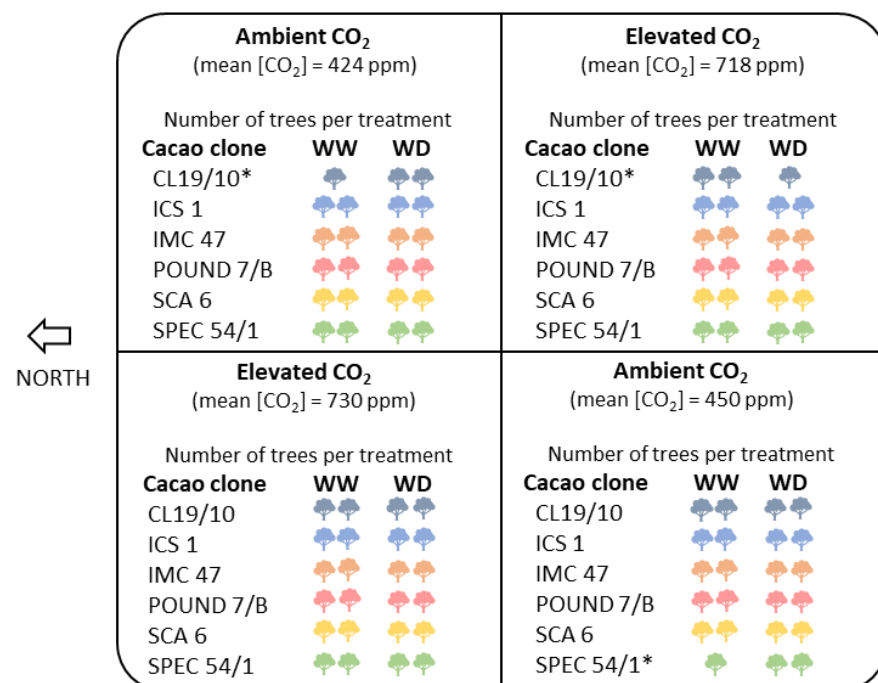 Ambient CO₂
(mean [CO₂] = 424 ppm)
Number of trees per treatment
Cacao clone WW WD
CL19/10*
ICS 1
IMC 47
POUND 7/B
SCA 6
SPEC 54/1
Elevated CO₂
(mean [CO₂] = 718 ppm)
Number of trees per treatment
Cacao clone WW WD
CL19/10*
ICS 1
IMC 47
POUND 7/B
SCA 6
SPEC 54/1
NORTH
Elevated CO₂
(mean [CO₂] = 730 ppm)
Number of trees per treatment
Cacao clone WW WD
CL19/10
ICS 1
IMC 47
POUND 7/B
SCA 6
SPEC 54/1
Ambient CO₂
(mean [CO₂] = 450 ppm)
Number of trees per treatment
Cacao clone WW WD
CL19/10
ICS 1
IMC 47
POUND 7/B
SCA 6
SPEC 54/1*